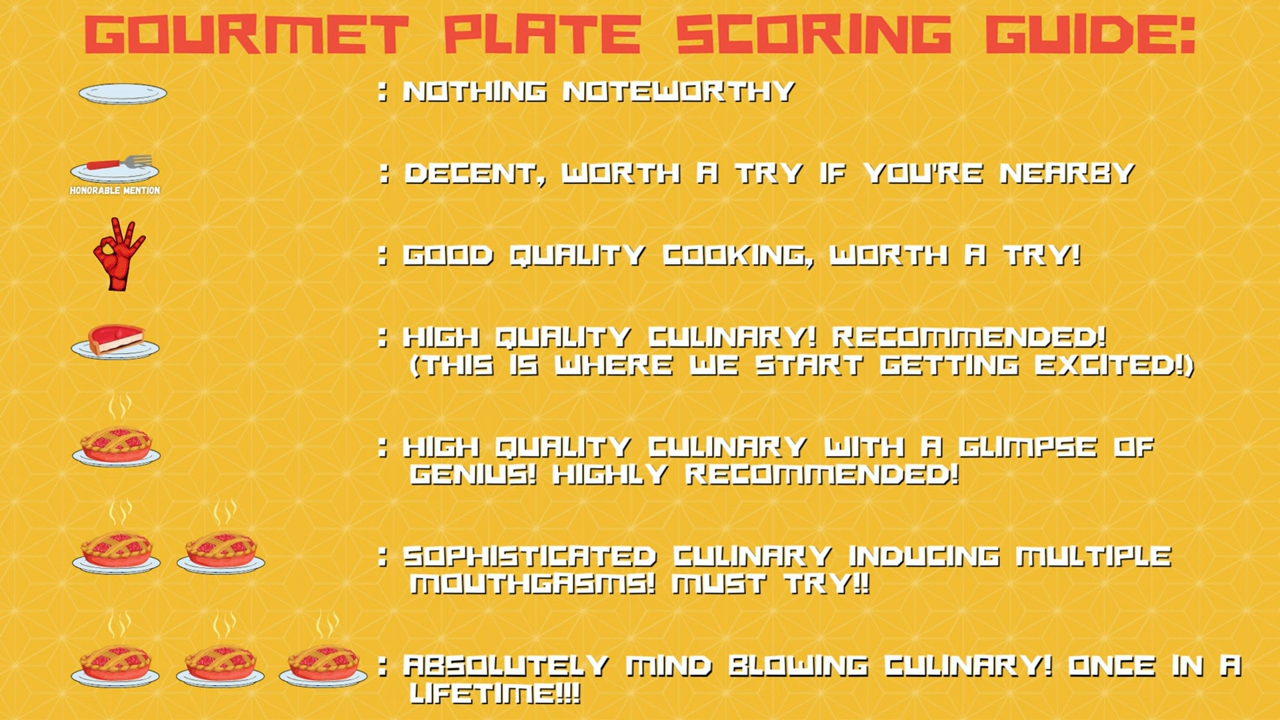 GOURMET PLATE SCORING GUIDE:
: NOTHING NOTEWORTHY
HONORABLE MENTION
: DECENT, WORTH A TRY IF YOU'RE NEARBY
: GOOD QUALITY COOKING, WORTH A TRY!
: HIGH QUALITY CULINARY! RECOMMENDED!
(THIS IS WHERE WE START GETTING EXCITED!)
: HIGH QUALITY CULINARY WITH A GLIMPSE OF
GENIUS! HIGHLY RECOMMENDED!
: SOPHISTICATED CULINARY INDUCING MULTIPLE
MOUTHGASMS! MUST TRY!!
: ABSOLUTELY MIND BLOWING CULINARY! ONCE IN A
LIFETIME!!!